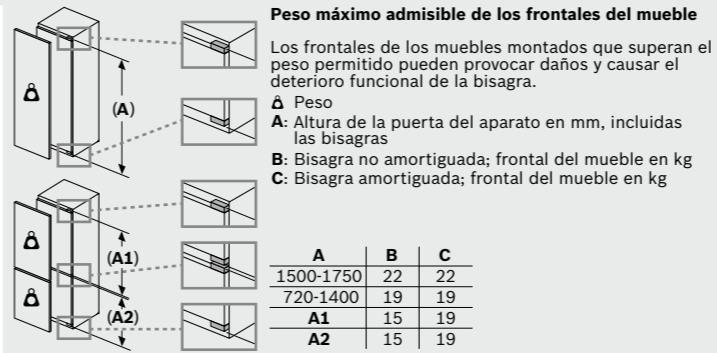 Peso máximo admisible de los frontales del mueble
Los frontales de los muebles montados que superan el
peso permitido pueden provocar daños y causar el
deterioro funcional de la bisagra.
Peso
A: Altura de la puerta del aparato en mm, incluidas
las bisagras
B: Bisagra no amortiguada; frontal del mueble en kg
C: Bisagra amortiguada; frontal del mueble en kg
(A)
(A1)
(A2)
A B C
1500-1750 22 22
720-1400 19 19
A1 15 19
A2 15 19